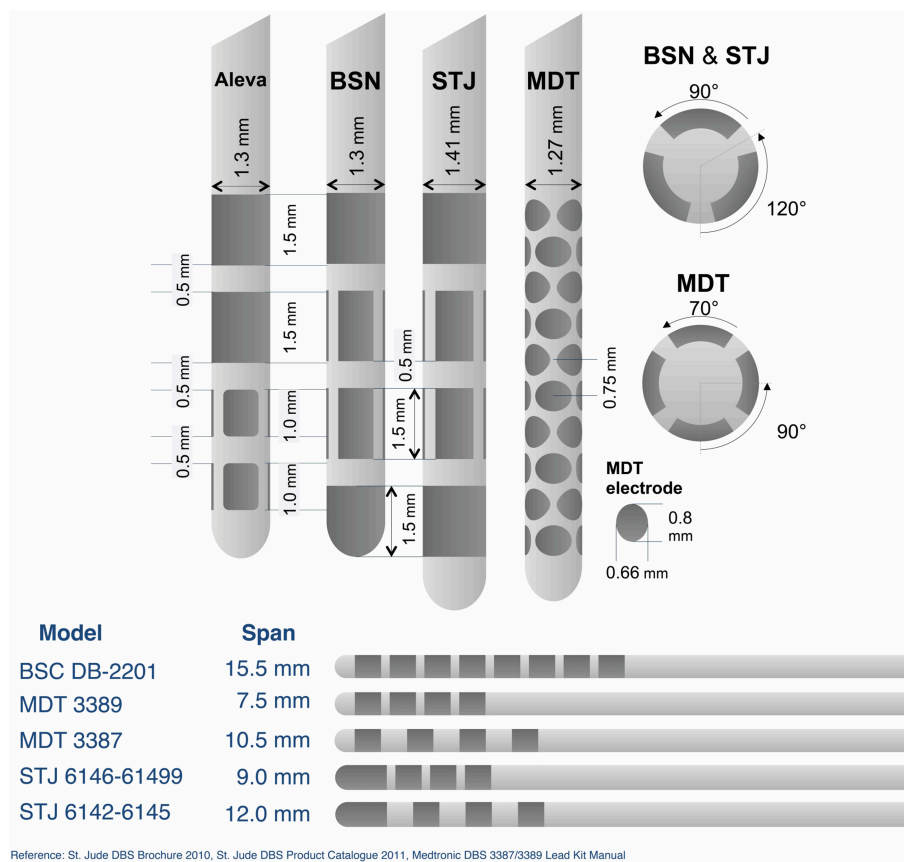 Aleva
BSN
STJ
MDT
1.3 mm
1.3 mm
1.41 mm
1.27 mm
1.5 mm
0.5 mm
1.5 mm
0.5 mm
0.5 mm
1.0 mm
0.5 mm
1.0 mm
1.5 mm
1.5 mm
0.75 mm
BSN & STJ
90°
120°
MDT
70°
90°
MDT
electrode
0.8
mm
0.66 mm
Model Span
BSC DB-2201 15.5 mm
MDT 3389 7.5 mm
MDT 3387 10.5 mm
STJ 6146-61499 9.0 mm
STJ 6142-6145 12.0 mm
Reference: St. Jude DBS Brochure 2010, St. Jude DBS Product Catalogue 2011, Medtronic DBS 3387/3389 Lead Kit Manual